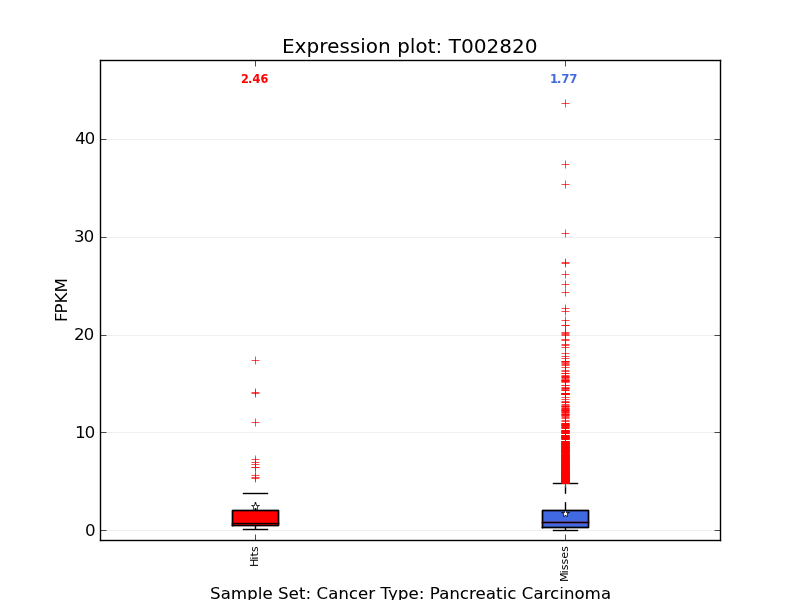 Expression plot: T002820
2.46
1.77
40
30
20
10
0
FPKM
Hits
Misses
Sample Set: Cancer Type: Pancreatic Carcinoma